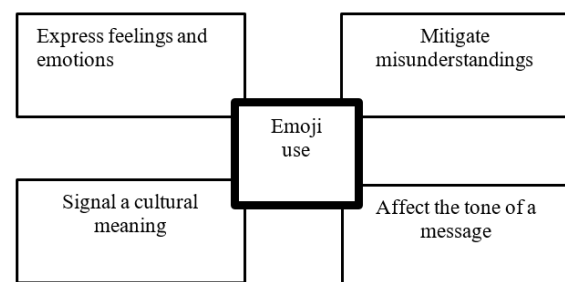 Express feelings and
emotions
Mitigate
misunderstandings
Emoji
use
Signal a cultural
meaning
Affect the tone of a
message